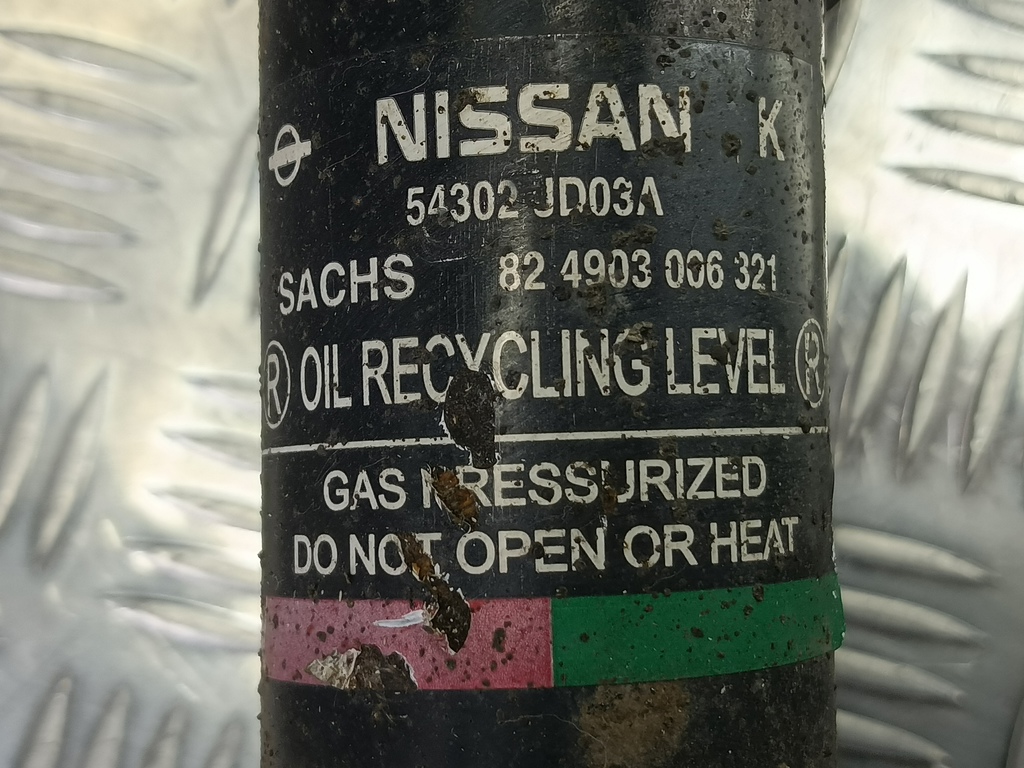 NISSAN K
54302 JD03A
SACHS 82 4903 006 321
® OIL RECYCLING LEVEL ®
GAS PRESSURIZED
DO NOT OPEN OR HEAT